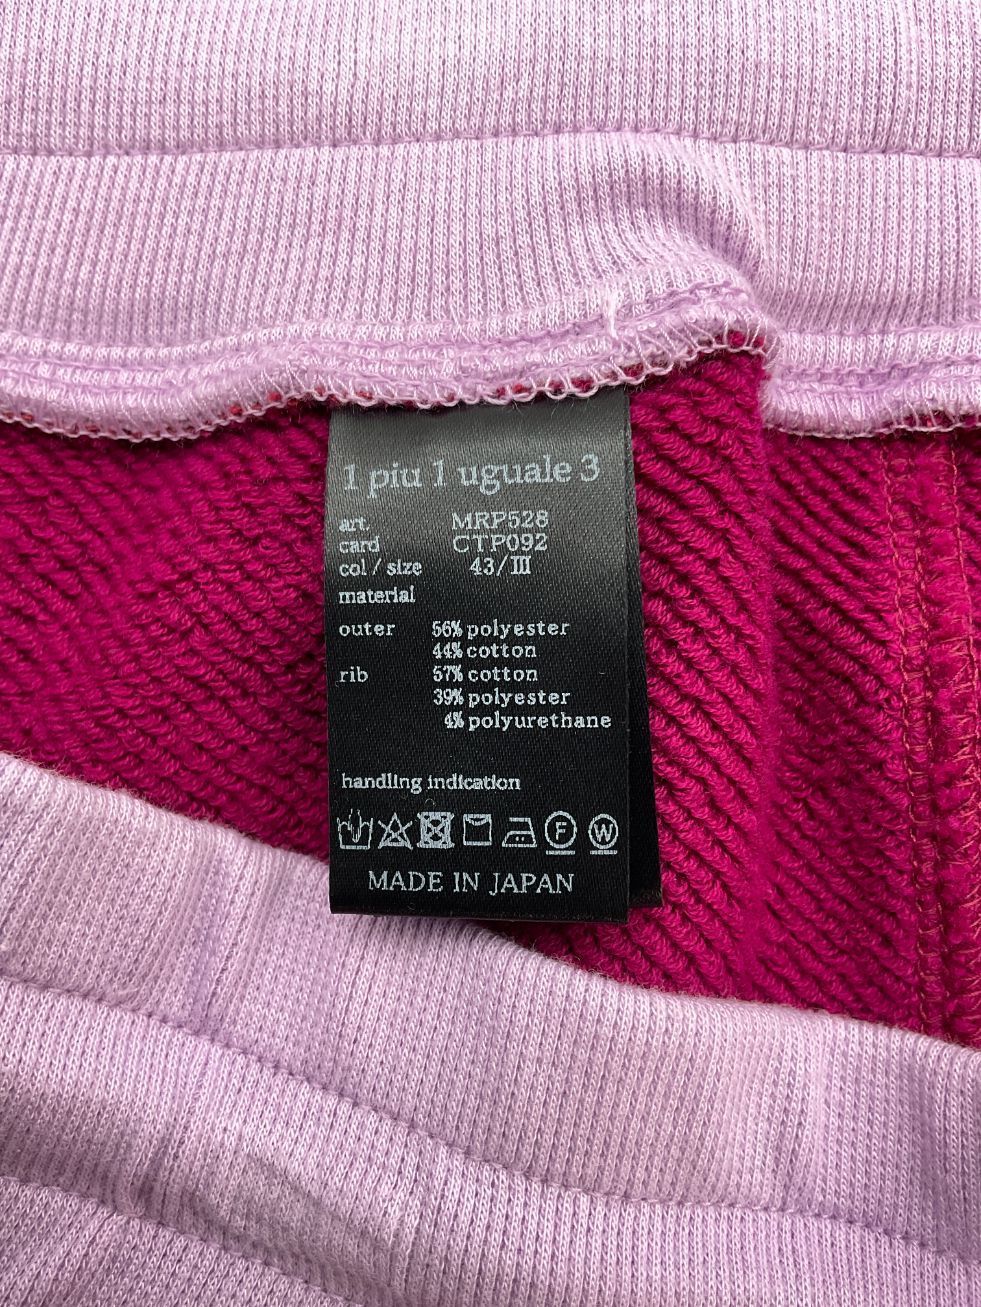 1 piu 1 uguale 3
art. MRP528
card CTP092
col / size 43/III
material
outer 56% polyester
44% cotton
rib 57% cotton
39% polyester
4% polyurethane
handling indication
F W
MADE IN JAPAN